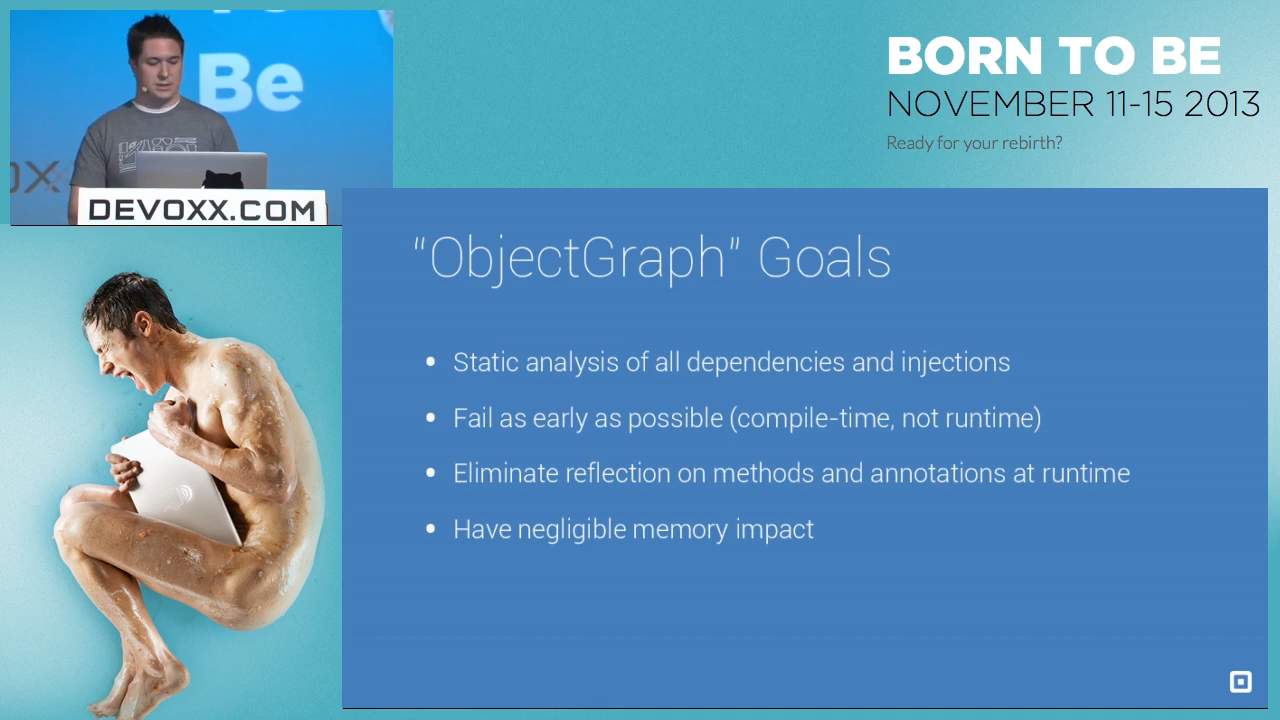 To
Be
OX
DEVOXX.COM
BORN TO BE
NOVEMBER 11-15 2013
Ready for your rebirth?
“ObjectGraph” Goals
• Static analysis of all dependencies and injections
• Fail as early as possible (compile-time, not runtime)
• Eliminate reflection on methods and annotations at runtime
• Have negligible memory impact